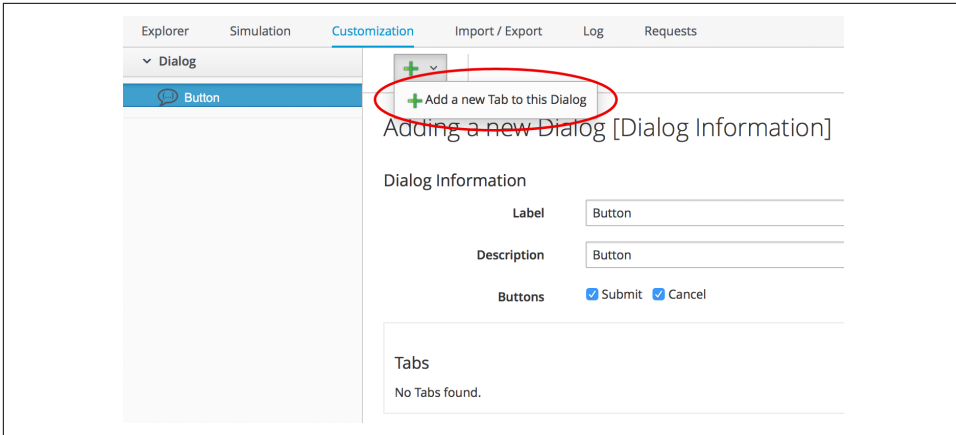 Explorer Simulation Customization Import / Export Log Requests
Dialog
Button
Add a new Tab to this Dialog
Adding a new Dialog [Dialog Information]
Dialog Information
Label Button
Description Button
Buttons Submit Cancel
Tabs
No Tabs found.